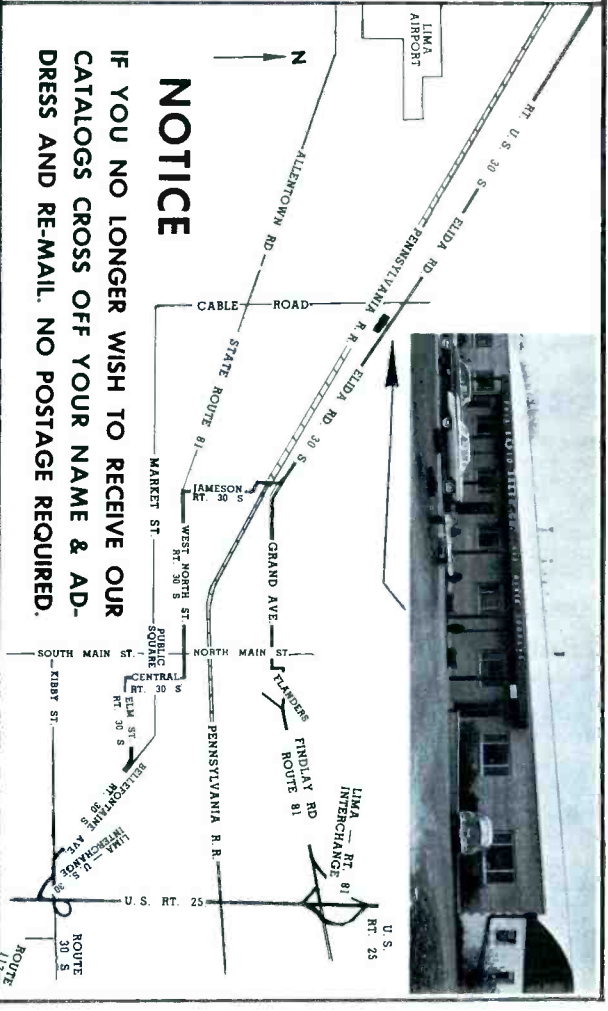 LIMA
AIRPORT
N
RT. U.S. 30 S
ELIDA RD.
PENNSYLVANIA R.R.
ELIDA RD. 30 S
ALLENTOWN RD
STATE ROUTE 81
CABLE ROAD
NOTICE
IF YOU NO LONGER WISH TO RECEIVE OUR
CATALOGS CROSS OFF YOUR NAME & AD-
DRESS AND RE-MAIL. NO POSTAGE REQUIRED.
MARKET ST.
JAMESON
RT. 30 S
WEST NORTH ST.
RT. 30 S
GRAND AVE.
PUBLIC
SQUARE
SOUTH MAIN ST.
NORTH MAIN ST.
CENTRAL
RT. 30 S
KIBBY ST.
ELM ST
RT. 30 S
FLANDERS
FINDLAY RD
ROUTE 81
PENNSYLVANIA R.R.
BELLEFONTAINE AVE.
RT. 30 S
LIMA — U.S. 30
INTERCHANGE
LIMA — RT. 81
INTERCHANGE
U.S. RT. 25
U.S.
RT. 25
ROUTE
30 S
ROUTE